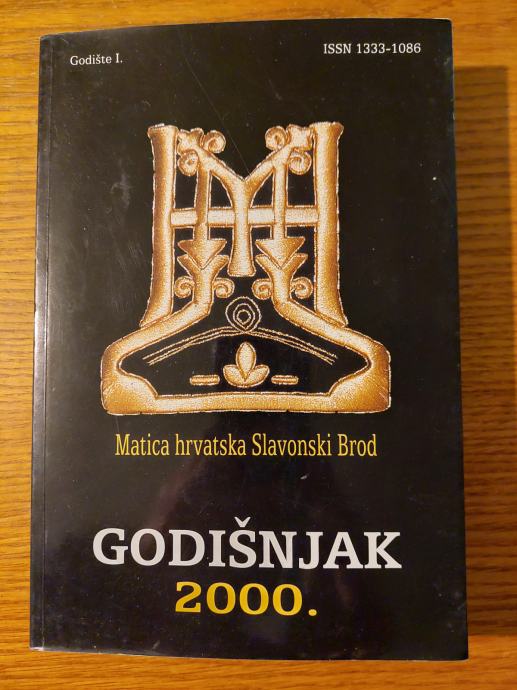 Godište I.
ISSN 1333-1086
Matica hrvatska Slavonski Brod
GODIŠNJAK
2000.